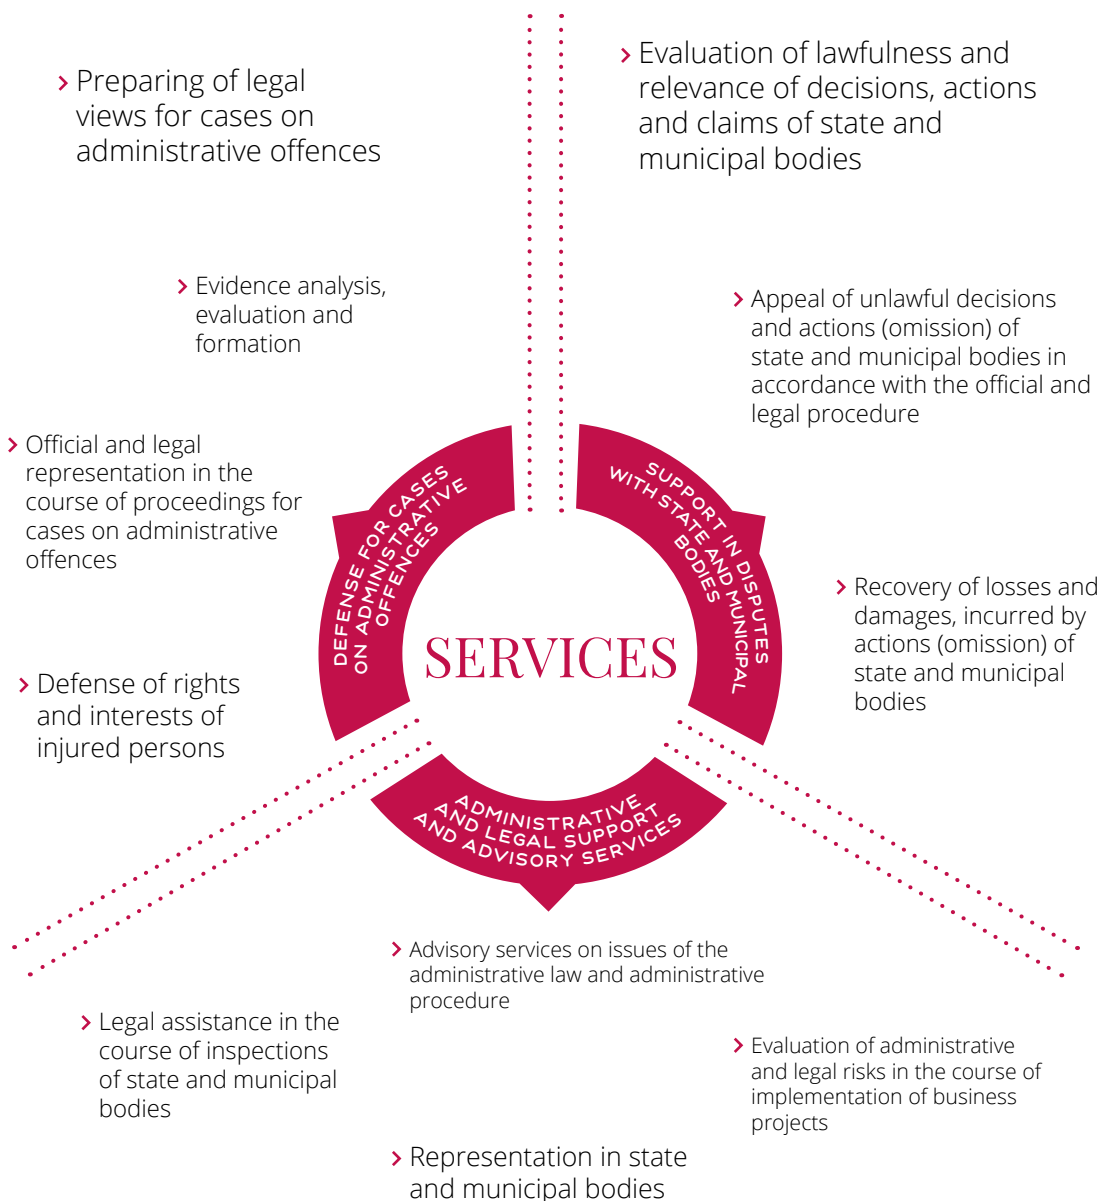 Preparing of legal
views for cases on
administrative offences
Evidence analysis,
evaluation and
formation
Official and legal
representation in the
course of proceedings for
cases on administrative
offences
Defense of rights
and interests of
injured persons
Evaluation of lawfulness and
relevance of decisions, actions
and claims of state and
municipal bodies
Appeal of unlawful decisions
and actions (omission) of
state and municipal bodies in
accordance with the official and
legal procedure
Recovery of losses and
damages, incurred by
actions (omission) of
state and municipal
bodies
DEFENSE FOR CASES
ON ADMINISTRATIVE
OFFENCES
SUPPORT IN DISPUTES
WITH STATE AND MUNICIPAL
BODIES
SERVICES
ADMINISTRATIVE
AND LEGAL SUPPORT
AND ADVISORY SERVICES
Advisory services on issues of the
administrative law and administrative
procedure
Legal assistance in the
course of inspections
of state and municipal
bodies
Evaluation of administrative
and legal risks in the course of
implementation of business
projects
Representation in state
and municipal bodies